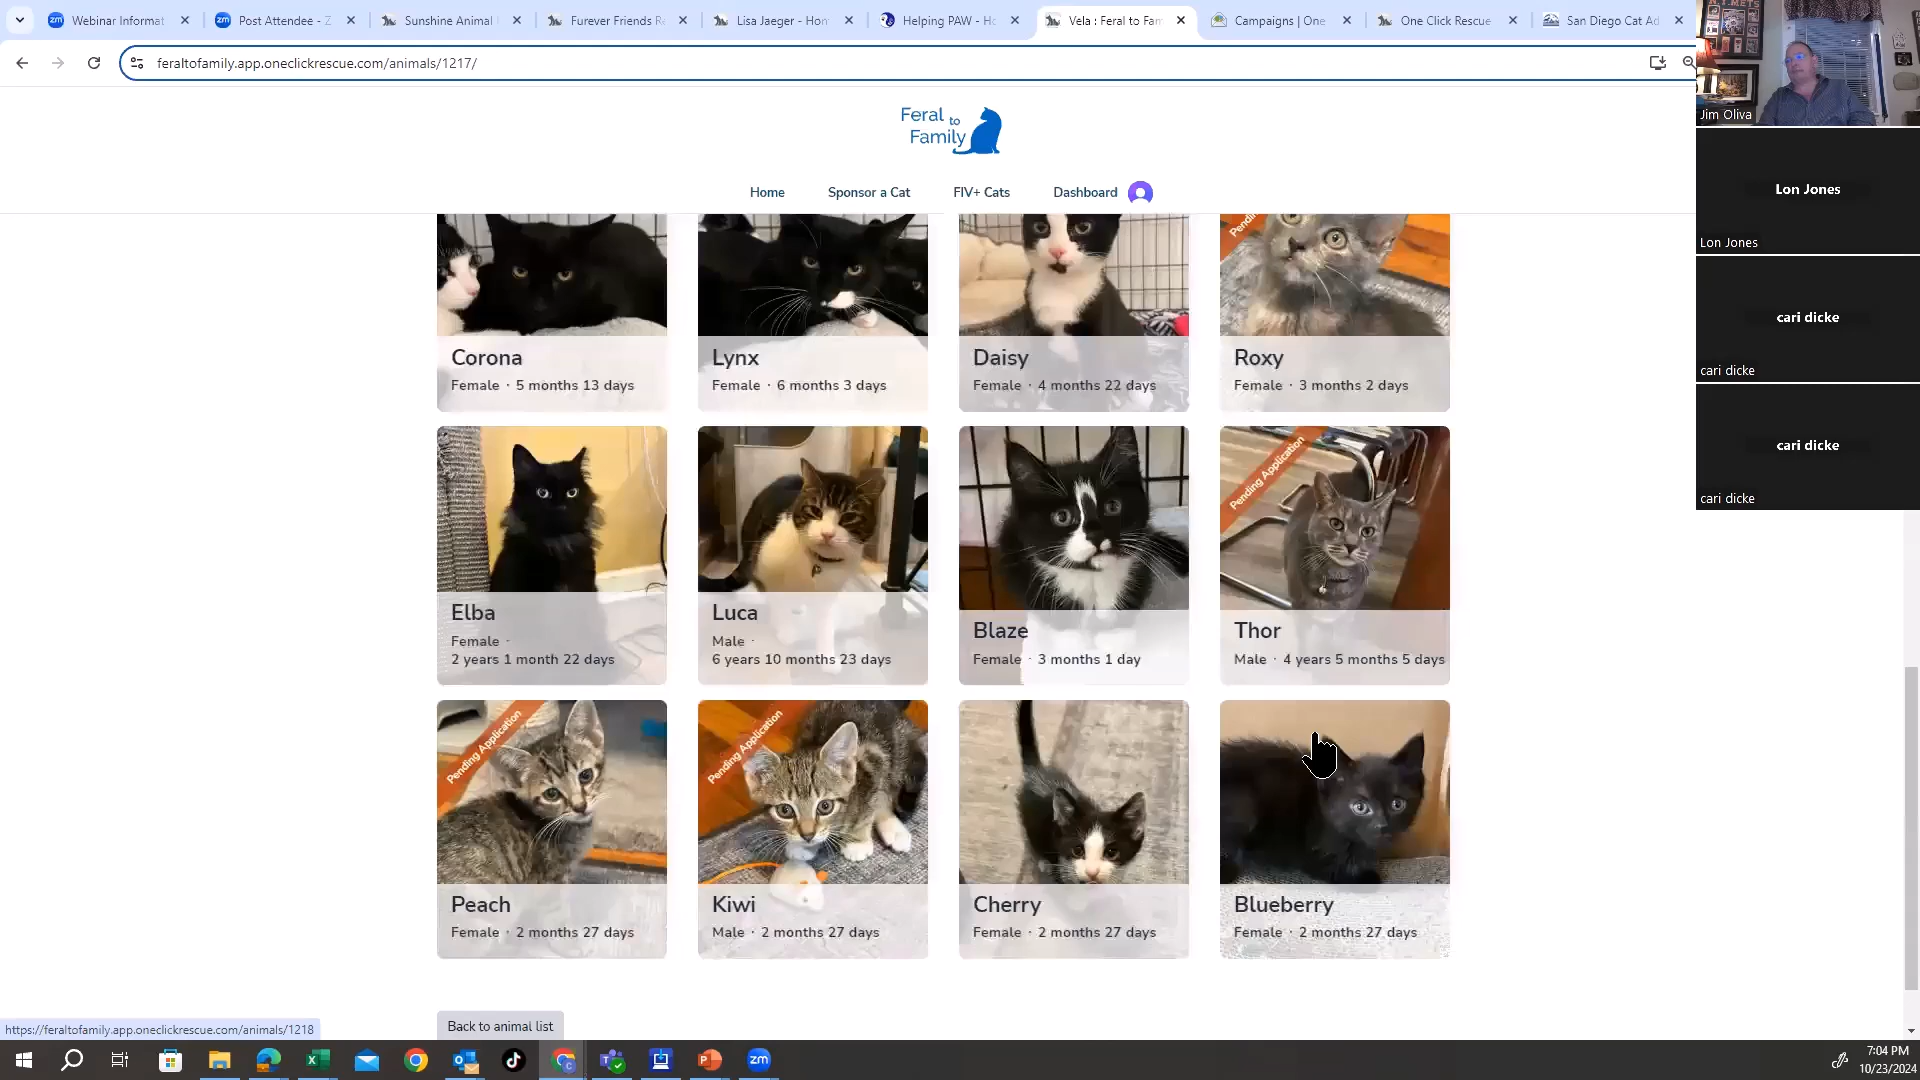 Webinar Informat
Post Attendee - Z
Sunshine Animal
Furever Friends R
Lisa Jaeger - Hon
Helping PAW - Ho
Vela : Feral to Fam
Campaigns | One
One Click Rescue
San Diego Cat Ad
feraltofamily.app.oneclickrescue.com/animals/1217/
N.Y. METS
Jim Oliva
Feral to
Family
Home
Sponsor a Cat
FIV+ Cats
Dashboard
Lon Jones
Lon Jones
cari dicke
cari dicke
cari dicke
cari dicke
Corona
Female · 5 months 13 days
Lynx
Female · 6 months 3 days
Daisy
Female · 4 months 22 days
Pending
Roxy
Female · 3 months 2 days
Elba
Female ·
2 years 1 month 22 days
Luca
Male ·
6 years 10 months 23 days
Blaze
Female · 3 months 1 day
Pending Application
Thor
Male · 4 years 5 months 5 days
Pending Application
Peach
Female · 2 months 27 days
Pending Application
Kiwi
Male · 2 months 27 days
Cherry
Female · 2 months 27 days
Blueberry
Female · 2 months 27 days
Back to animal list
https://feraltofamily.app.oneclickrescue.com/animals/1218
7:04 PM
10/23/2024